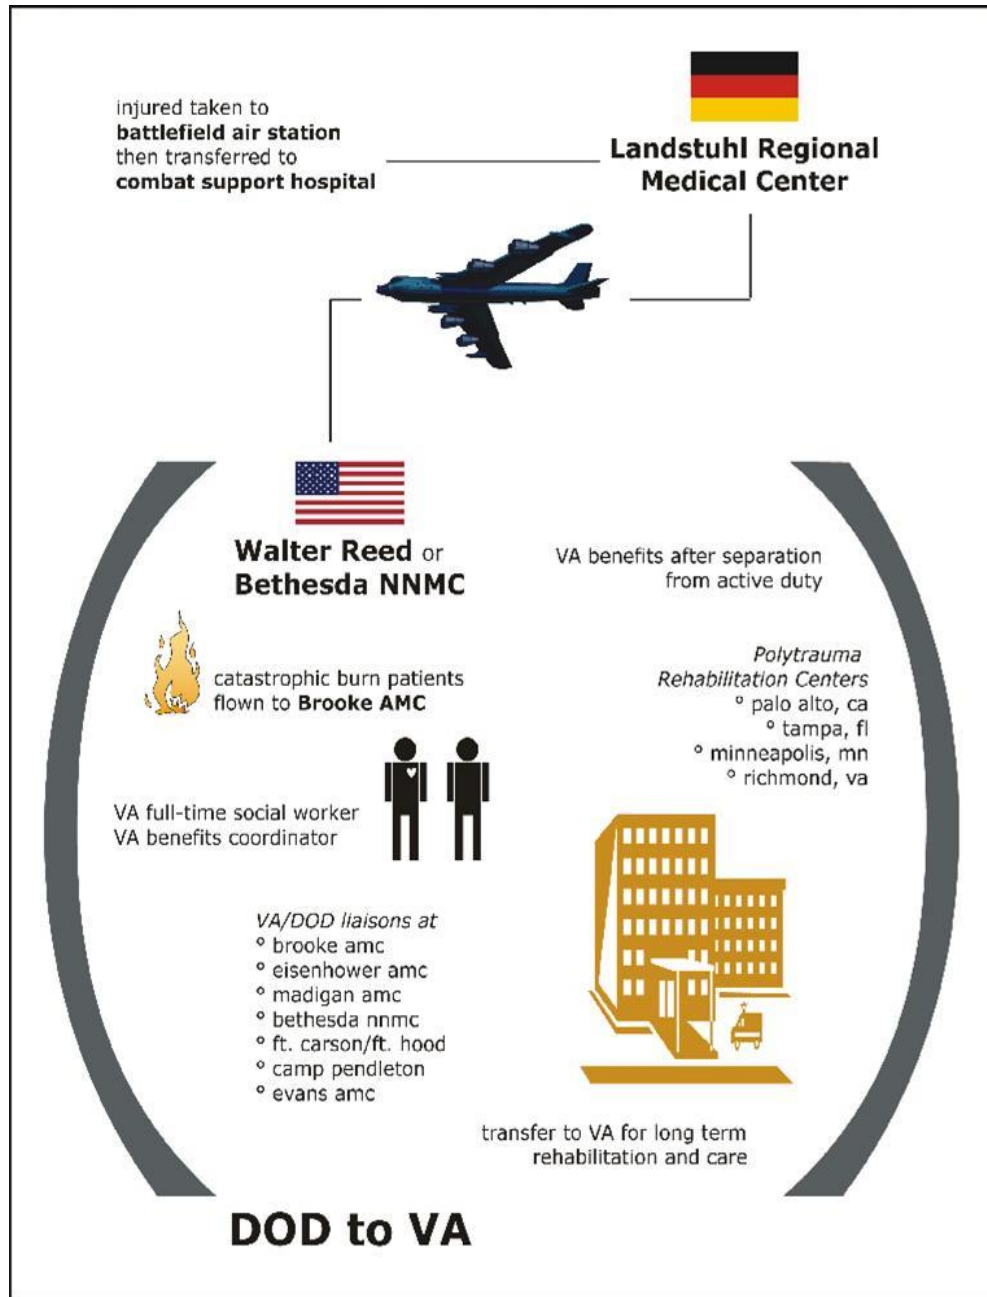 injured taken to
battlefield air station
then transferred to
combat support hospital
Landstuhl Regional
Medical Center
Walter Reed or
Bethesda NNMC
catastrophic burn patients
flown to Brooke AMC
VA full-time social worker
VA benefits coordinator
VA/DOD liaisons at
° brooke amc
° eisenhower amc
° madigan amc
° bethesda nnmc
° ft. carson/ft. hood
° camp pendleton
° evans amc
VA benefits after separation
from active duty
Polytrauma
Rehabilitation Centers
° palo alto, ca
° tampa, fl
° minneapolis, mn
° richmond, va
transfer to VA for long term
rehabilitation and care
DOD to VA